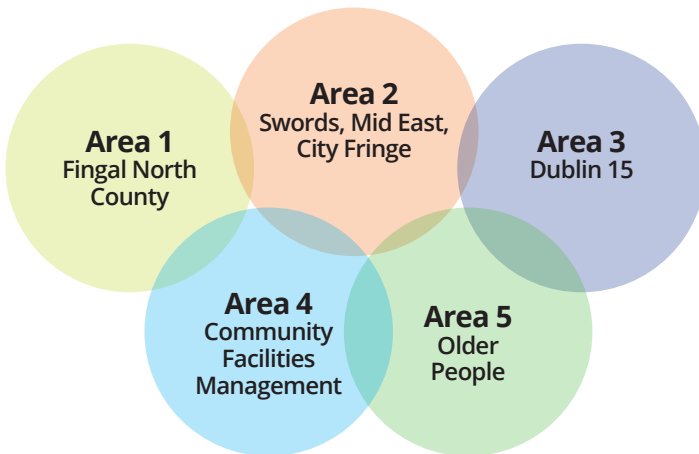 Area 1
Fingal North
County
Area 2
Swords, Mid East,
City Fringe
Area 3
Dublin 15
Area 4
Community
Facilities
Management
Area 5
Older
People